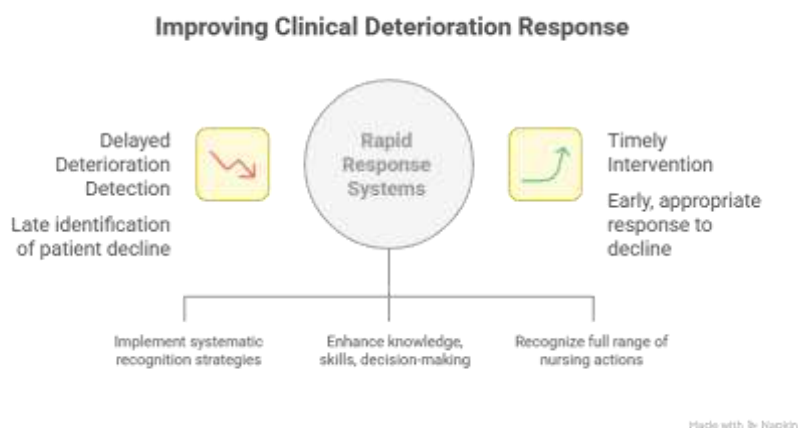 Improving Clinical Deterioration Response
Delayed
Deterioration
Detection
Late identification
of patient decline
Rapid
Response
Systems
Timely
Intervention
Early, appropriate
response to
decline
Implement systematic
recognition strategies
Enhance knowledge,
skills, decision-making
Recognize full range of
nursing actions
Made with Napkin